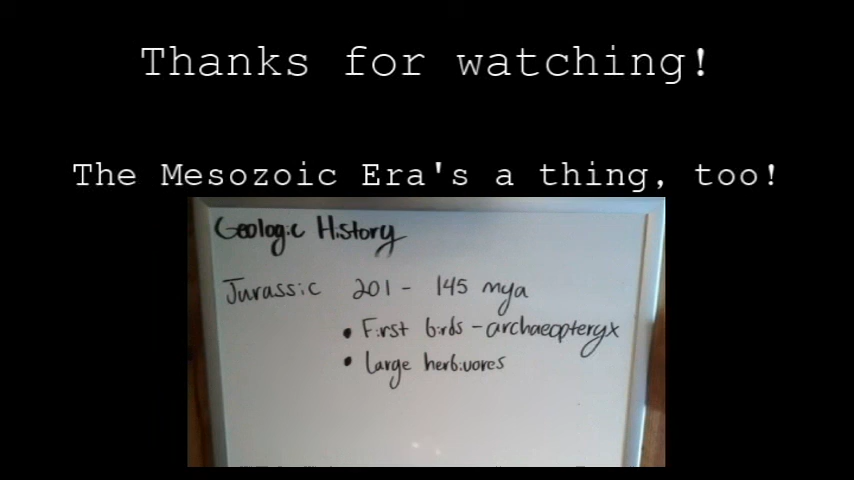 Thanks for watching!
The Mesozoic Era's a thing, too!
Geologic History
Jurassic 201 - 145 mya
• First birds - archaeopteryx
• Large herbivores